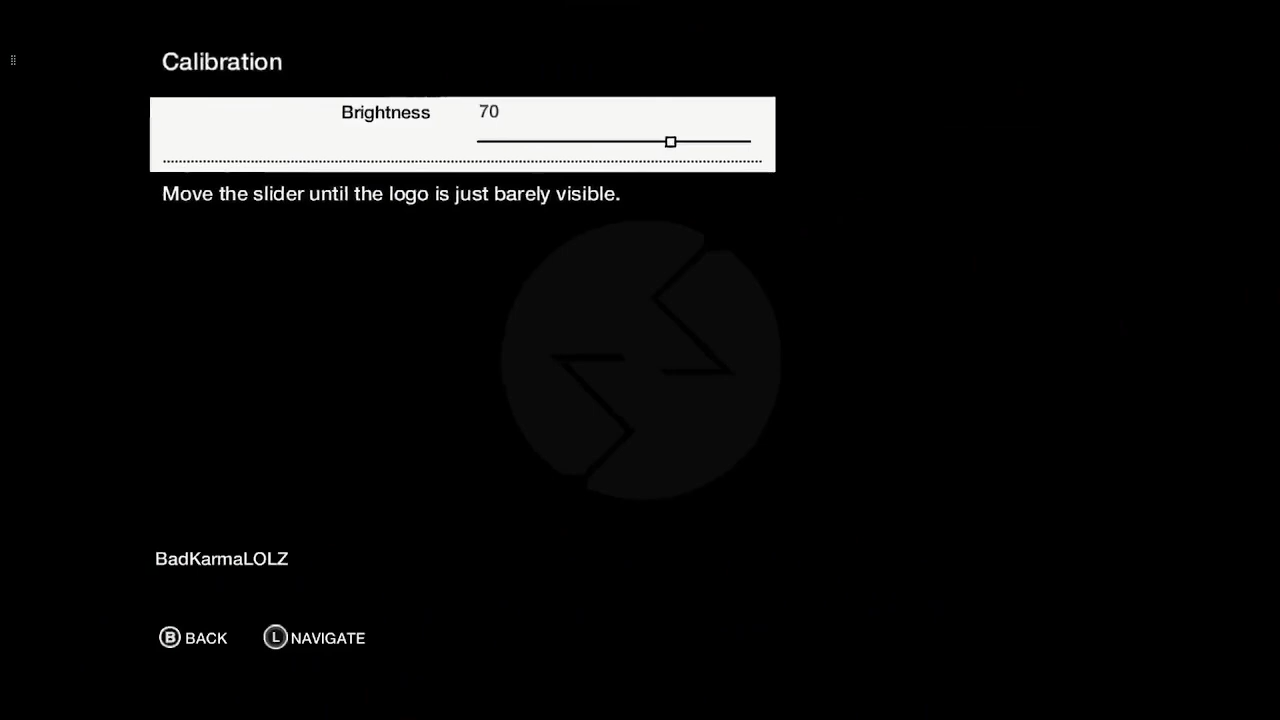 Calibration
Brightness 70
Move the slider until the logo is just barely visible.
BadKarmaLOLZ
B BACK L NAVIGATE